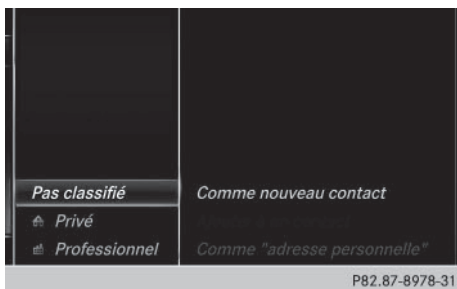 Pas classifié
Privé
Professionnel
Comme nouveau contact
Comme "adresse personnelle"
P82.87-8978-31